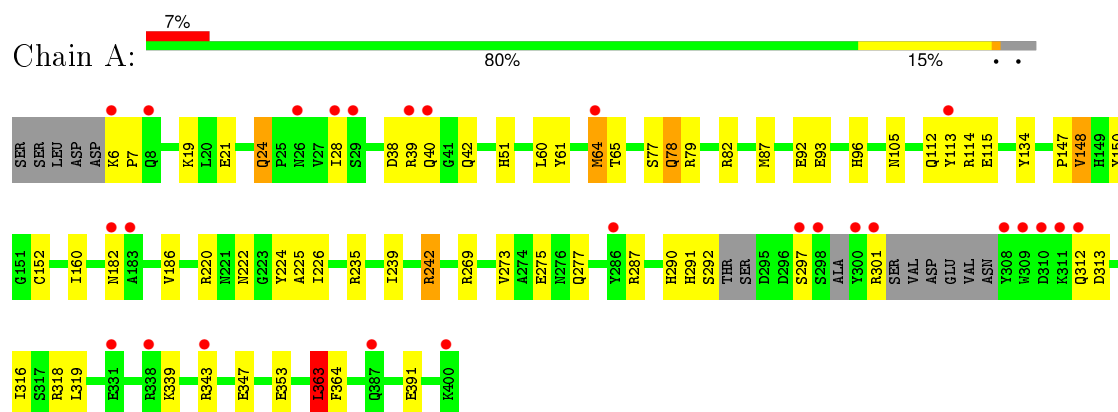 7%
Chain A:
80% 15% • •
SER SER LEU ASP ASP K6 P7 Q8 K19 L20 E21 Q24 P25 N26 V27 I28 S29 D38 R39 Q40 G41 Q42 H51 L60 Y61 M64 T65 S77 Q78 R79 R82 M87 E92 E93 H96 N105 Q112 Y113 R114 E115 Y134 P147 V148 H149 Y150
G151 C152 I160 N182 A183 V186 R220 N221 N222 G223 Y224 A225 I226 R235 I239 R242 R269 V273 A274 E275 N276 Q277 Y286 R287 H290 H291 S292 THR SER D295 D296 S297 S298 ALA Y300 R301 SER VAL ASP GLU VAL ASN Y308 W309 D310 K311 Q312 D313
I316 S317 R318 L319 E331 R338 K339 R343 E347 E353 L363 F364 Q387 E391 K400